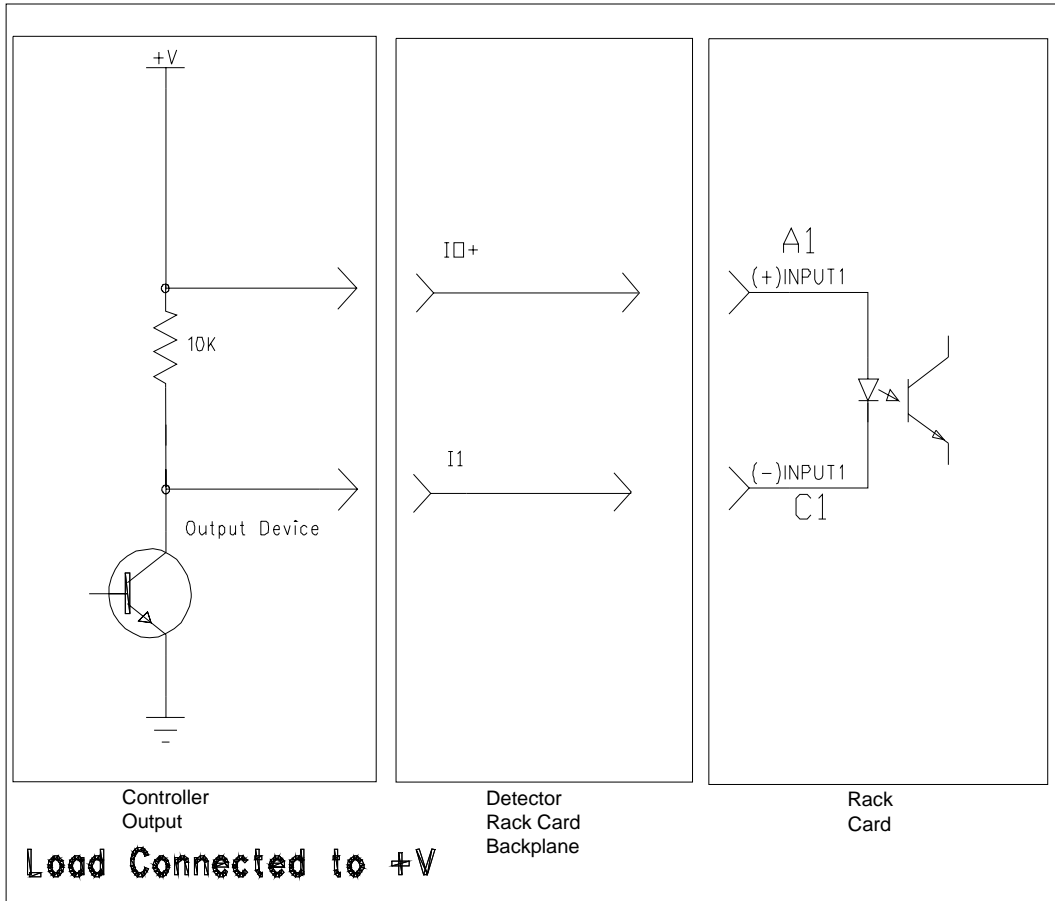 +V
IO+
A1
(+)INPUT1
10K
I1
(-)INPUT1
C1
Output Device
Controller
Output
Detector
Rack Card
Backplane
Rack
Card
Load Connected to +V